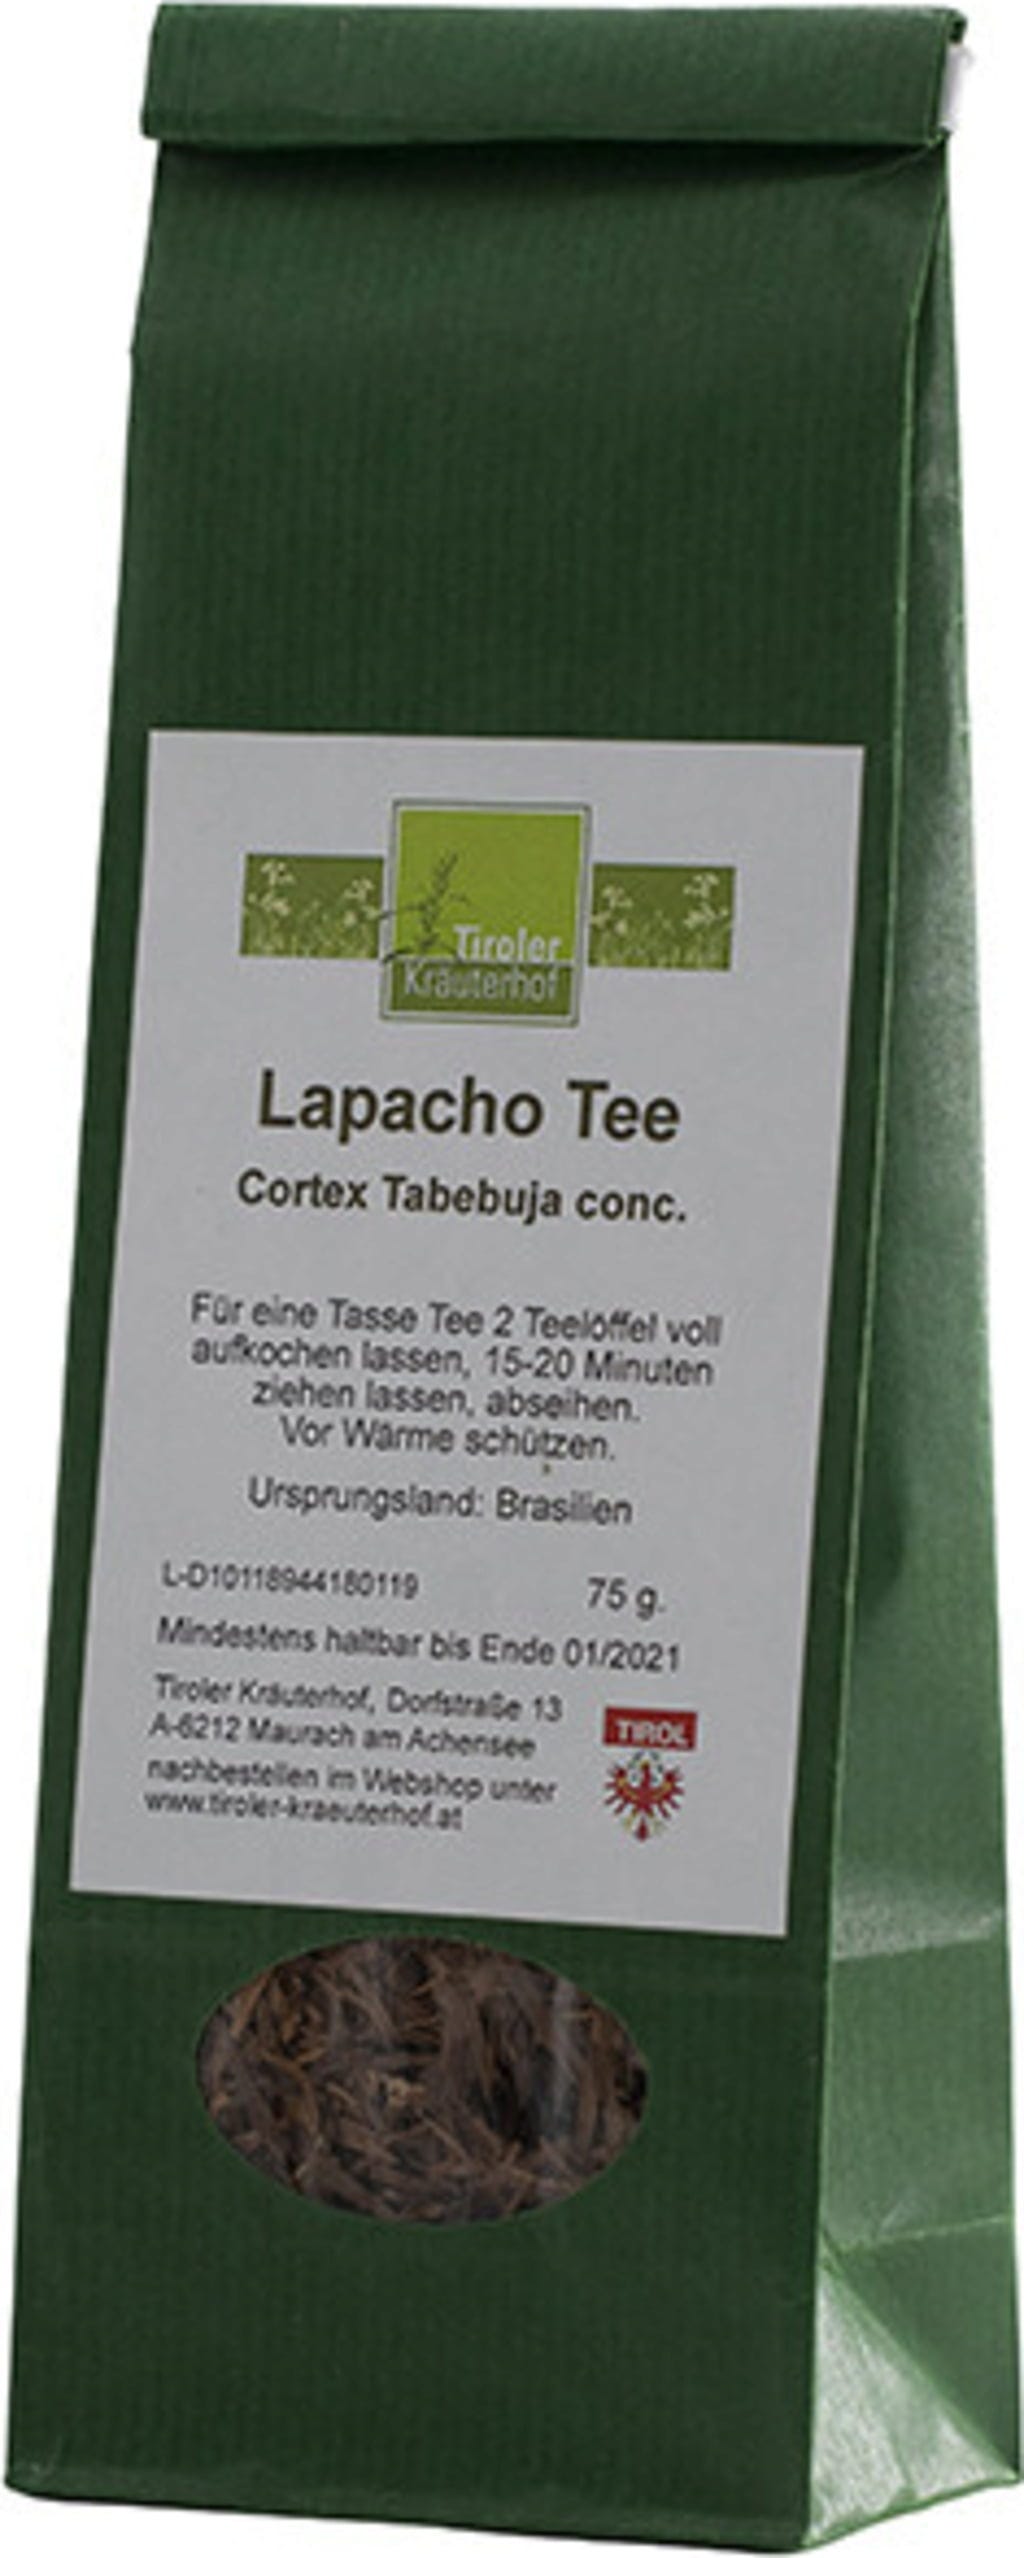 Tiroler
Kräuterhof
Lapacho Tee
Cortex Tabebuja conc.
Für eine Tasse Tee 2 Teelöffel voll
aufkochen lassen, 15-20 Minuten
ziehen lassen, abseihen.
Vor Wärme schützen.
Ursprungsland: Brasilien
L-D10118944180119 75 g.
Mindestens haltbar bis Ende 01/2021
Tiroler Kräuterhof, Dorfstraße 13
A-6212 Maurach am Achensee
nachbestellen im Webshop unter
www.tiroler-kraeuterhof.at
TIROL